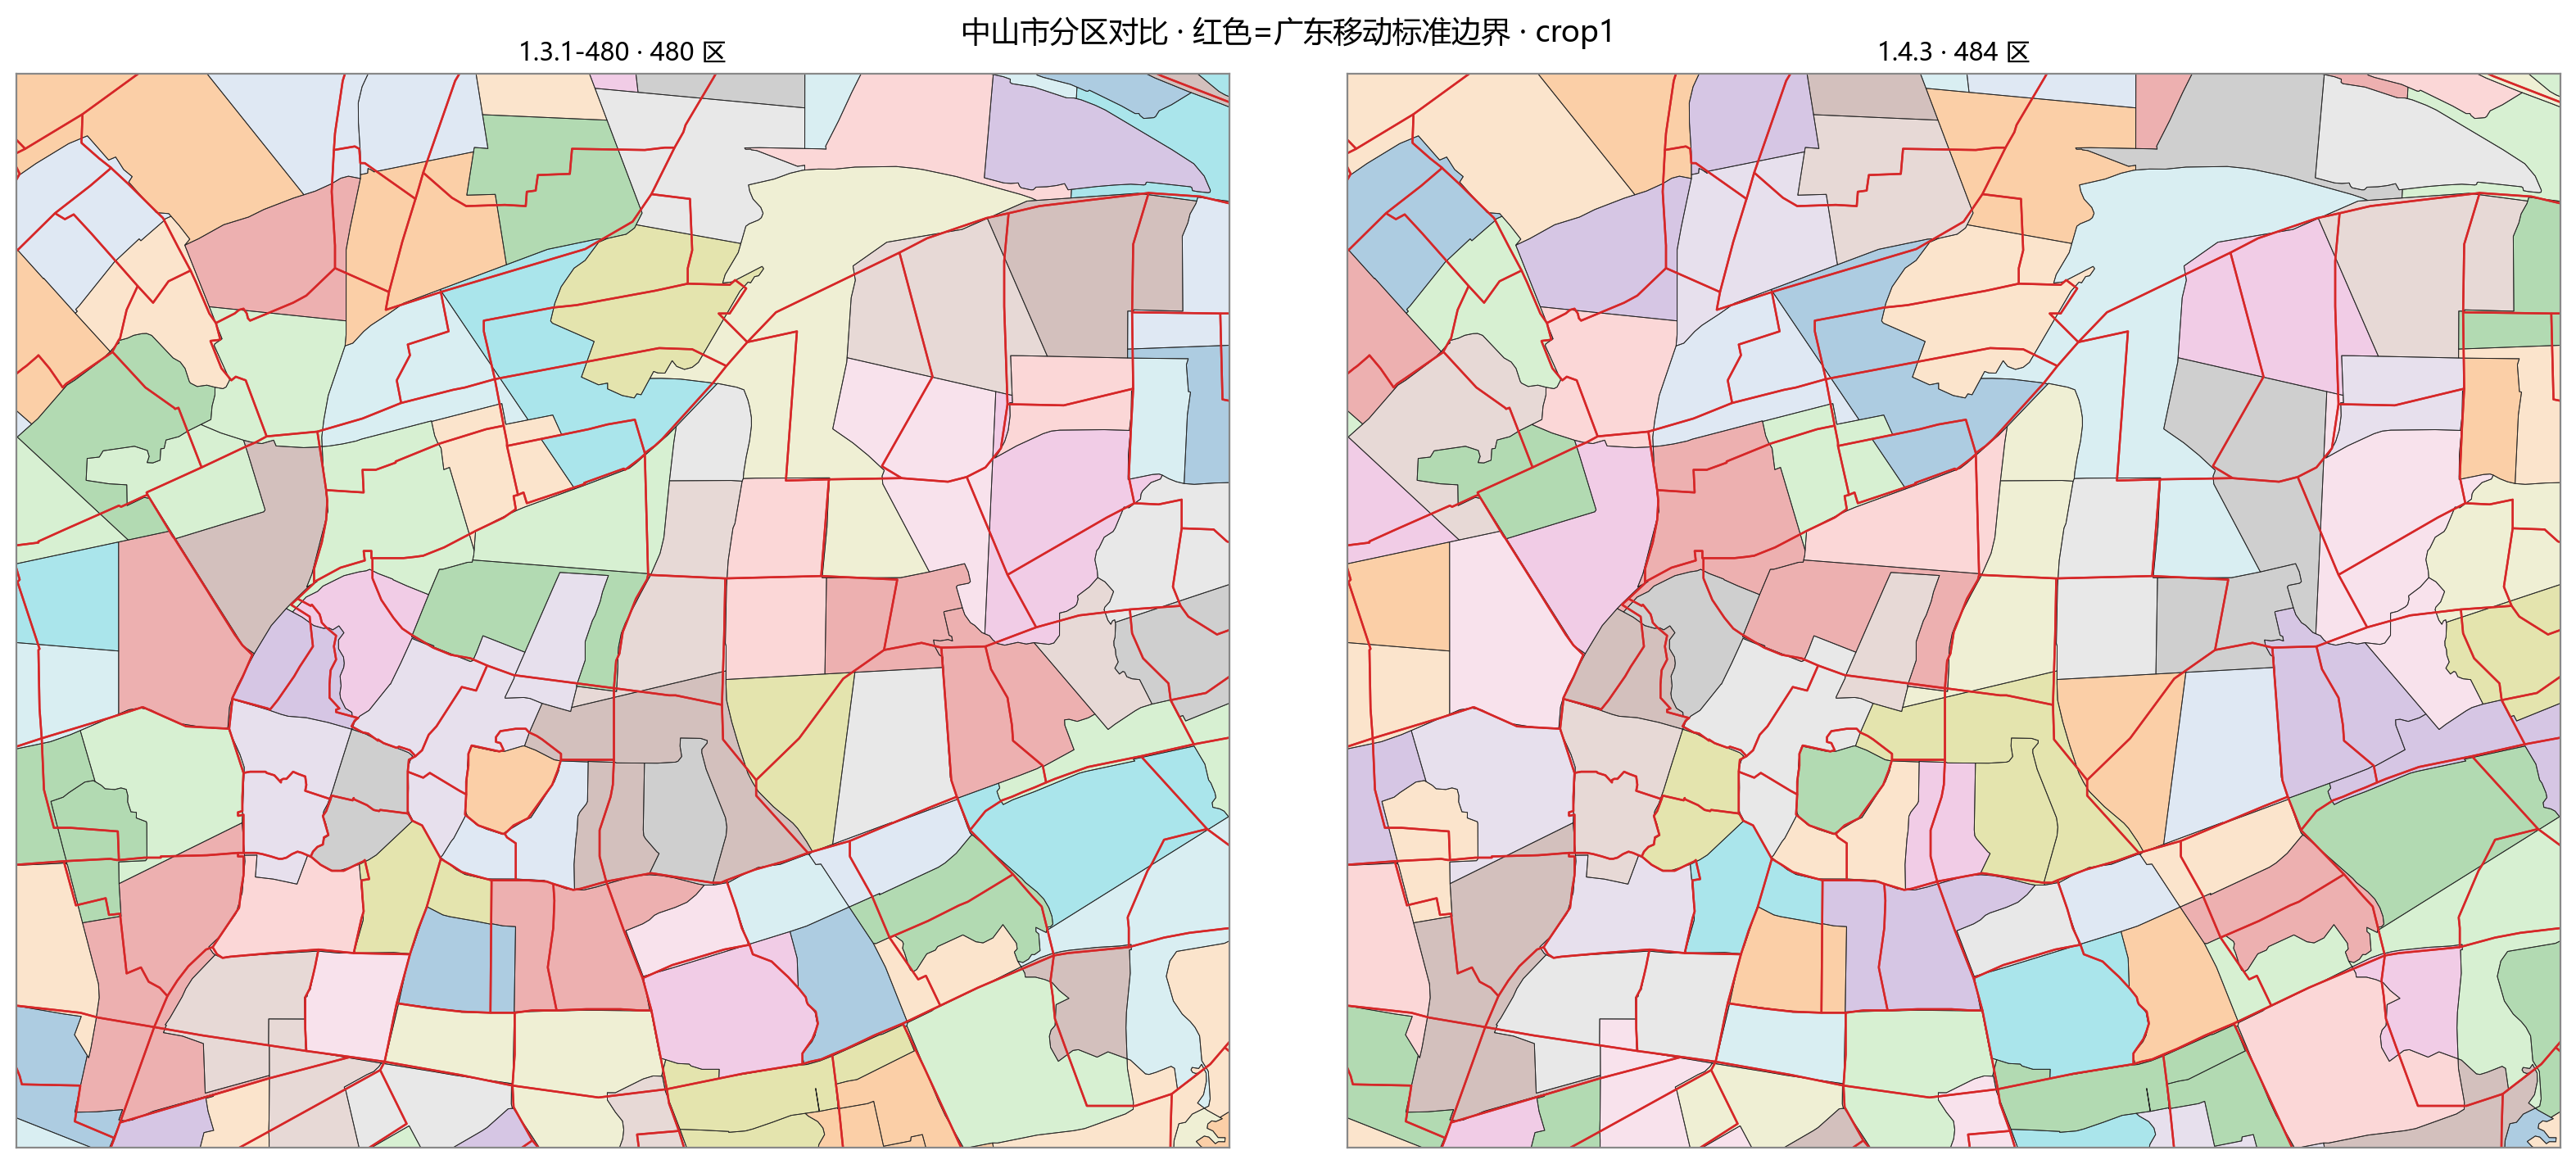 中山市分区对比 · 红色=广东移动标准边界 · crop1
1.3.1-480 · 480 区
1.4.3 · 484 区